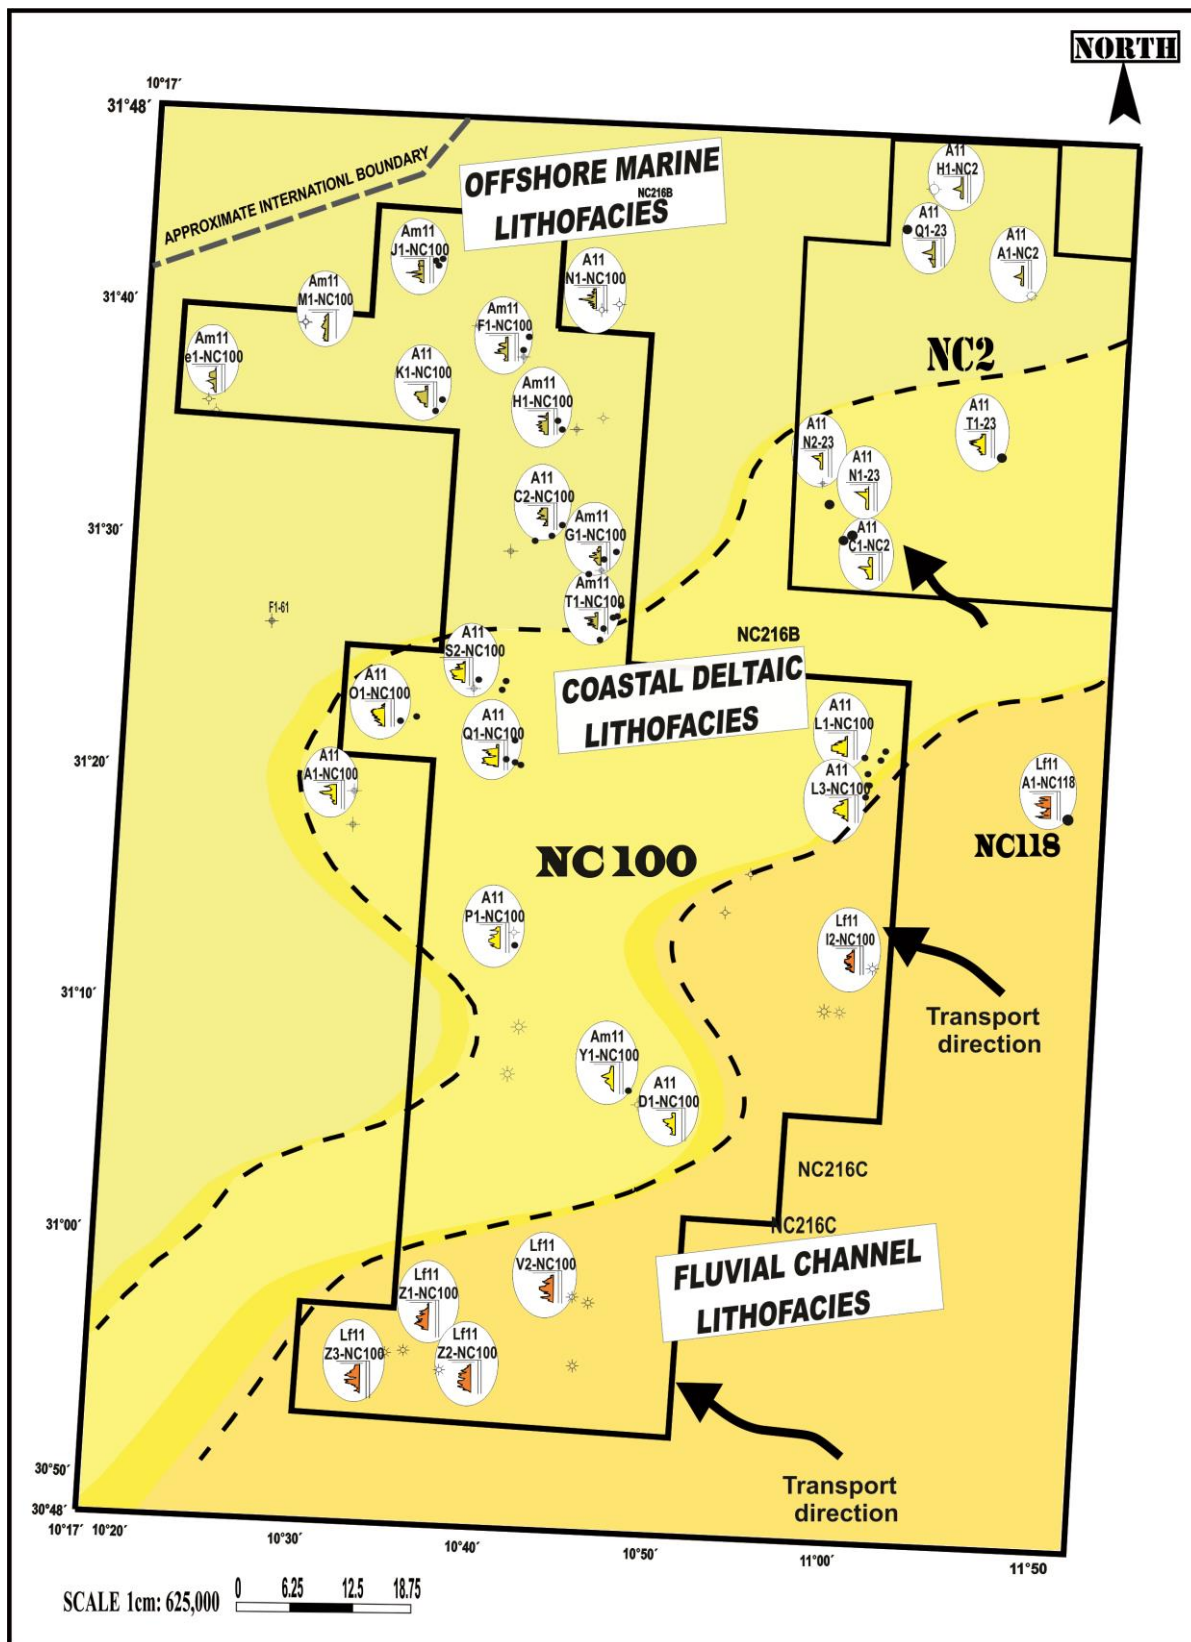 NORTH
10°17´
31°48´
APPROXIMATE INTERNATIONL BOUNDARY
OFFSHORE MARINE
LITHOFACIES
NC216B
A11
H1-NC2
A11
Q1-23
A11
A1-NC2
Am11
J1-NC100
A11
N1-NC100
31°40´
Am11
M1-NC100
Am11
F1-NC100
Am11
e1-NC100
A11
K1-NC100
Am11
H1-NC100
NC2
A11
T1-23
A11
N2-23
A11
N1-23
A11
C2-NC100
Am11
G1-NC100
A11
C1-NC2
31°30´
Am11
T1-NC100
F1-61
A11
S2-NC100
NC216B
COASTAL DELTAIC
LITHOFACIES
A11
O1-NC100
A11
Q1-NC100
A11
L1-NC100
31°20´
A11
A1-NC100
A11
L3-NC100
Lf11
A1-NC118
NC118
NC 100
A11
P1-NC100
Lf11
I2-NC100
31°10´
Transport
direction
Am11
Y1-NC100
A11
D1-NC100
NC216C
31°00´
NC216C
FLUVIAL CHANNEL
LITHOFACIES
Lf11
V2-NC100
Lf11
Z1-NC100
Lf11
Z3-NC100
Lf11
Z2-NC100
30°50´
Transport
direction
30°48´
10°17´ 10°20´
10°30´
10°40´
10°50´
11°00´
11°50´
SCALE 1cm: 625,000
0 6.25 12.5 18.75